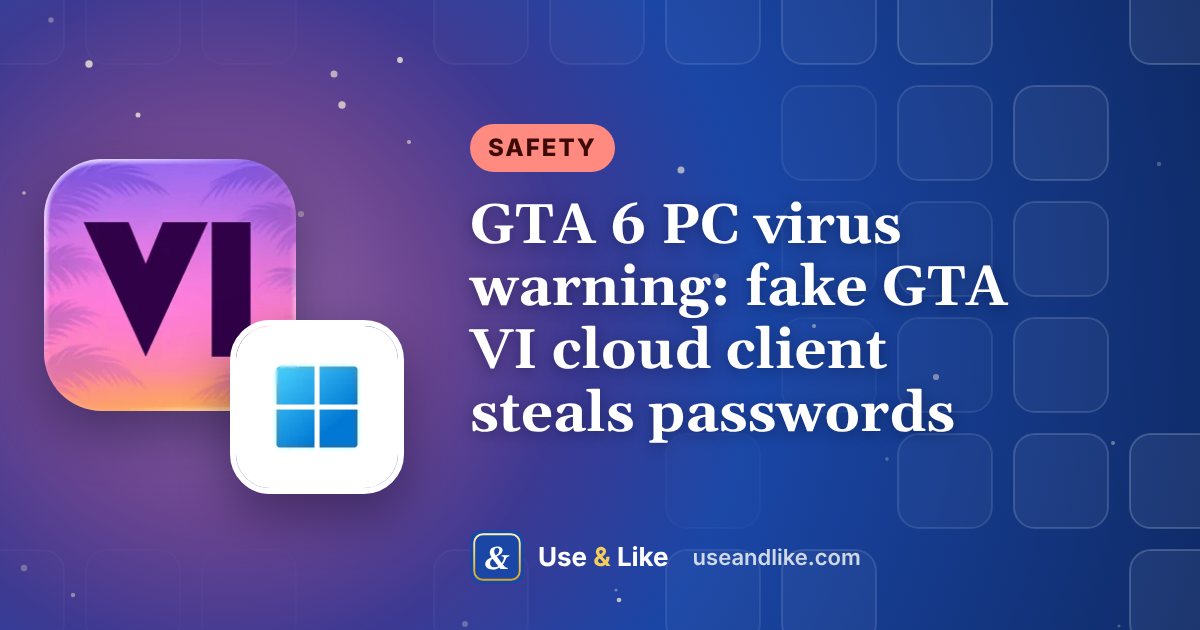 VI
SAFETY
GTA 6 PC virus
warning: fake GTA
VI cloud client
steals passwords
& Use & Like useandlike.com